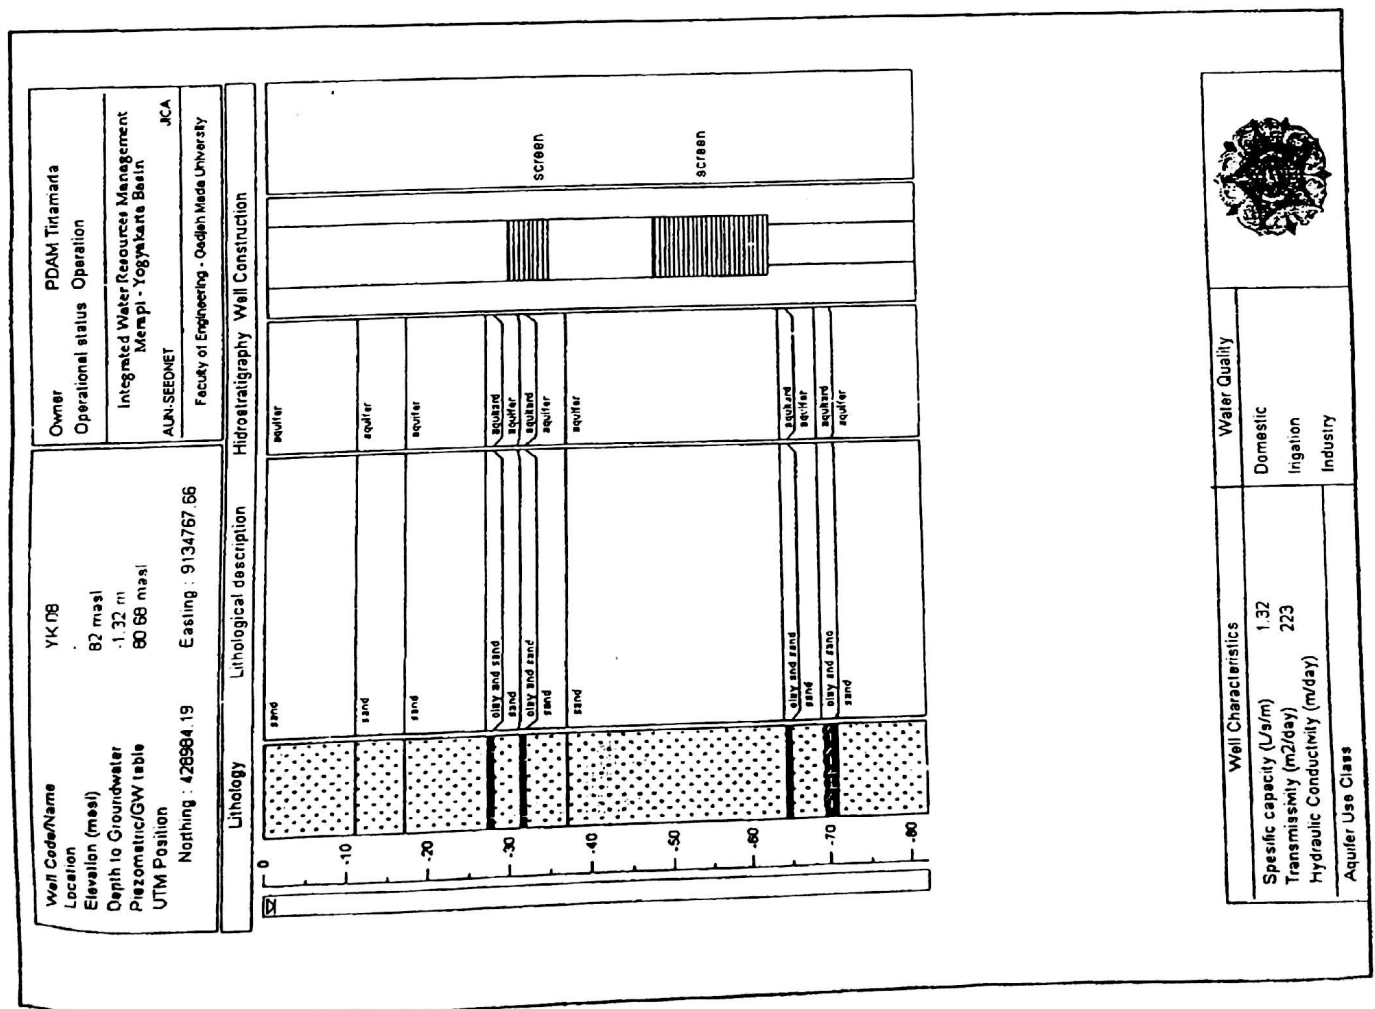 Well Code/Name YK 08
Location -
Elevation (masl) 82 masl
Depth to Groundwater -1.32 m
Piezometric/GW table 80 68 masl
UTM Position
Northing : 428984.19 Easting : 9134767.66
Owner PDAM Tirtamarta
Operational status Operation
Integrated Water Resources Management
Merapi - Yogyakarta Basin
AUN-SEEDNET JICA
Faculty of Engineering - Gadjah Mada University
Lithology Lithological description Hidrostratigraphy Well Construction
0
-10
-20
-30
-40
-50
-60
-70
-80
sand aquifer
sand aquifer
sand aquifer
clay and sand aquitard
sand aquifer
clay and sand aquitard
sand aquifer
sand aquifer
clay and sand aquitard
sand aquifer
clay and sand aquitard
sand aquifer
screen
screen
Well Characteristics
Spesific capacity (L/s/m) 1.32
Transmissivity (m2/day) 223
Hydraulic Conductivity (m/day)
Aquifer Use Class
Water Quality
Domestic
Irigation
Industry